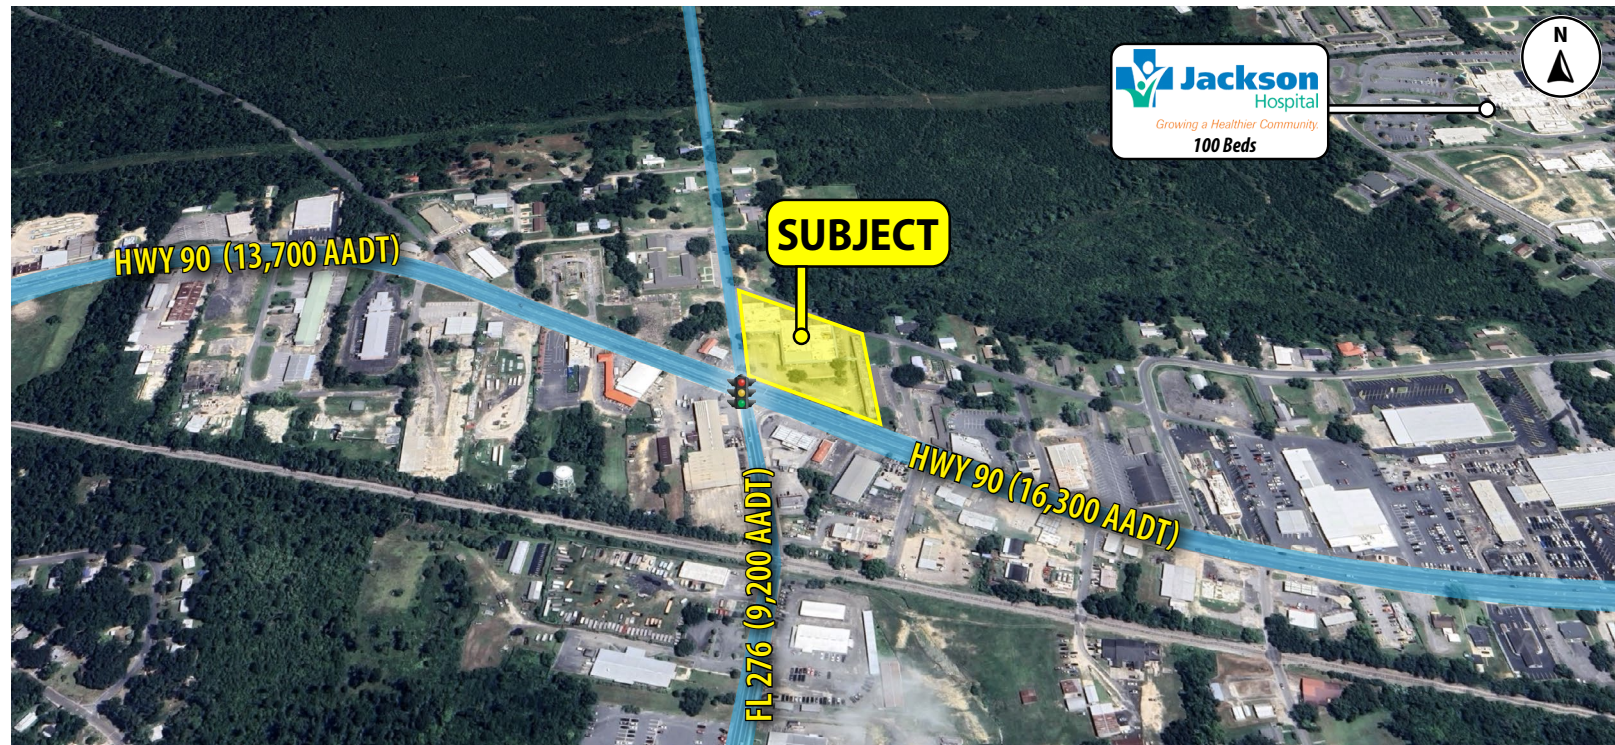 N
Jackson
Hospital
Growing a Healthier Community.
100 Beds
SUBJECT
HWY 90 (13,700 AADT)
HWY 90 (16,300 AADT)
FL 276 (9,200 AADT)